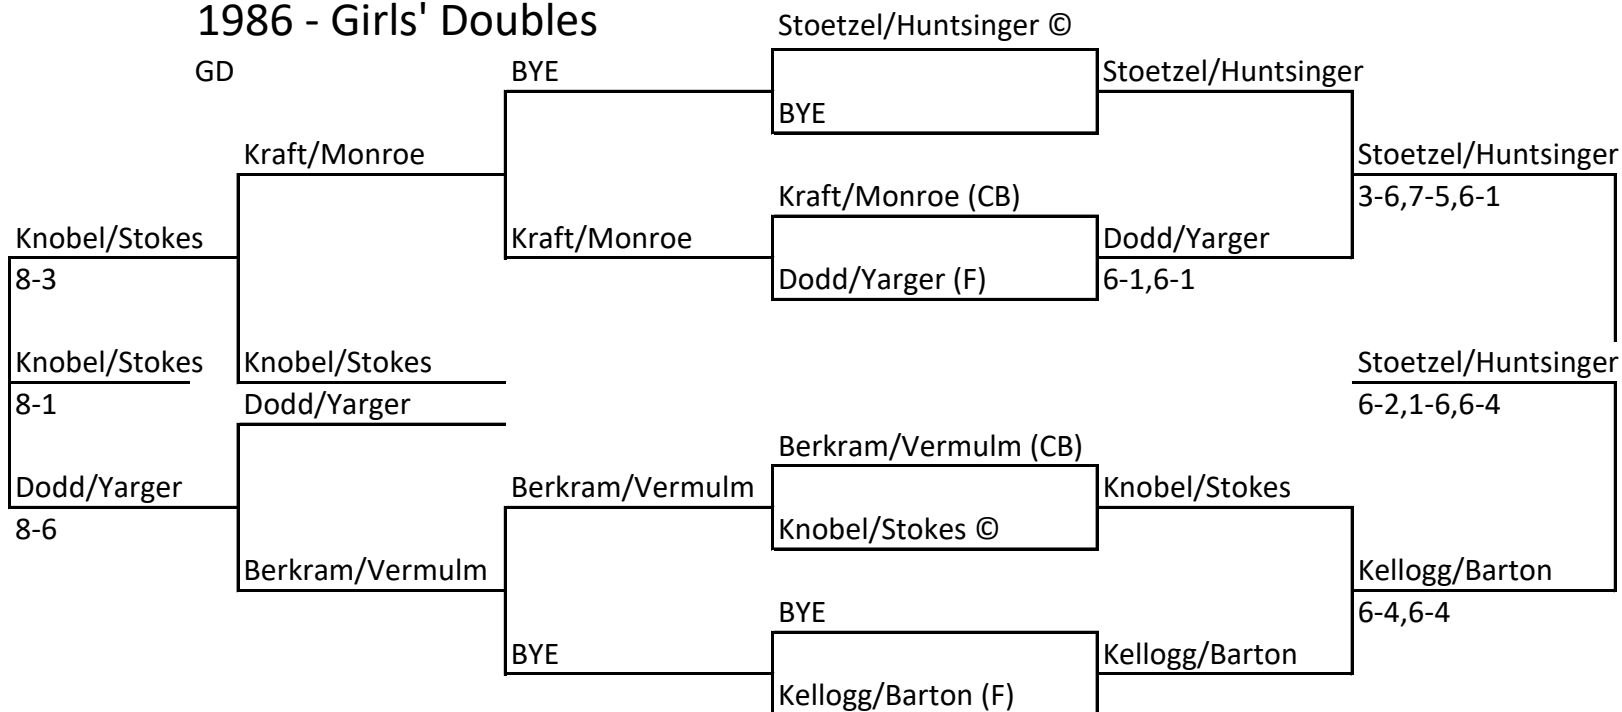 1986 - Girls' Doubles
Stoetzel/Huntsinger ©
GD
BYE
Stoetzel/Huntsinger
BYE
Kraft/Monroe
Stoetzel/Huntsinger
Kraft/Monroe (CB)
3-6,7-5,6-1
Knobel/Stokes
Kraft/Monroe
Dodd/Yarger
8-3
Dodd/Yarger (F)
6-1,6-1
Knobel/Stokes
Knobel/Stokes
Stoetzel/Huntsinger
8-1
Dodd/Yarger
6-2,1-6,6-4
Berkram/Vermulm (CB)
Dodd/Yarger
Berkram/Vermulm
Knobel/Stokes
8-6
Knobel/Stokes ©
Berkram/Vermulm
Kellogg/Barton
BYE
6-4,6-4
BYE
Kellogg/Barton
Kellogg/Barton (F)